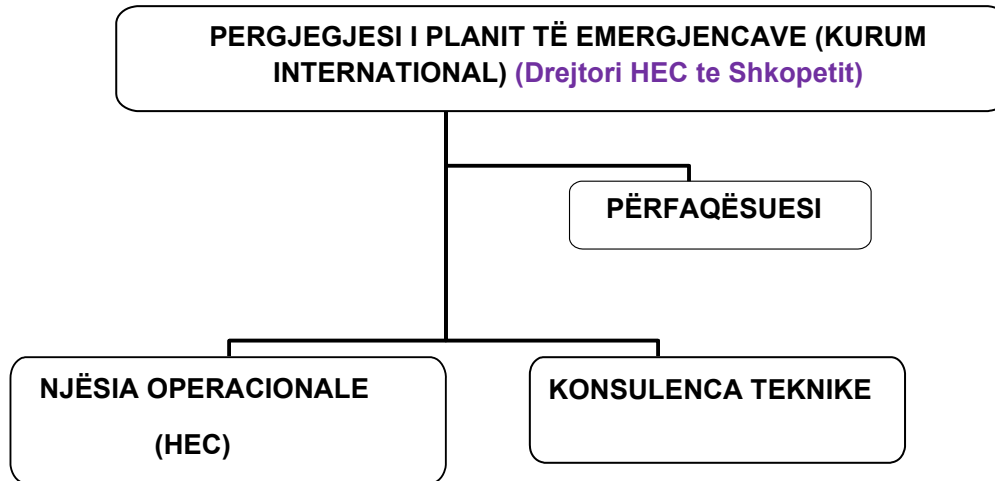 PERGJEGJESI I PLANIT TË EMERGJENCAVE (KURUM
INTERNATIONAL) (Drejtori HEC te Shkopetit)
PËRFAQËSUESI
NJËSIA OPERACIONALE
(HEC)
KONSULENCA TEKNIKE